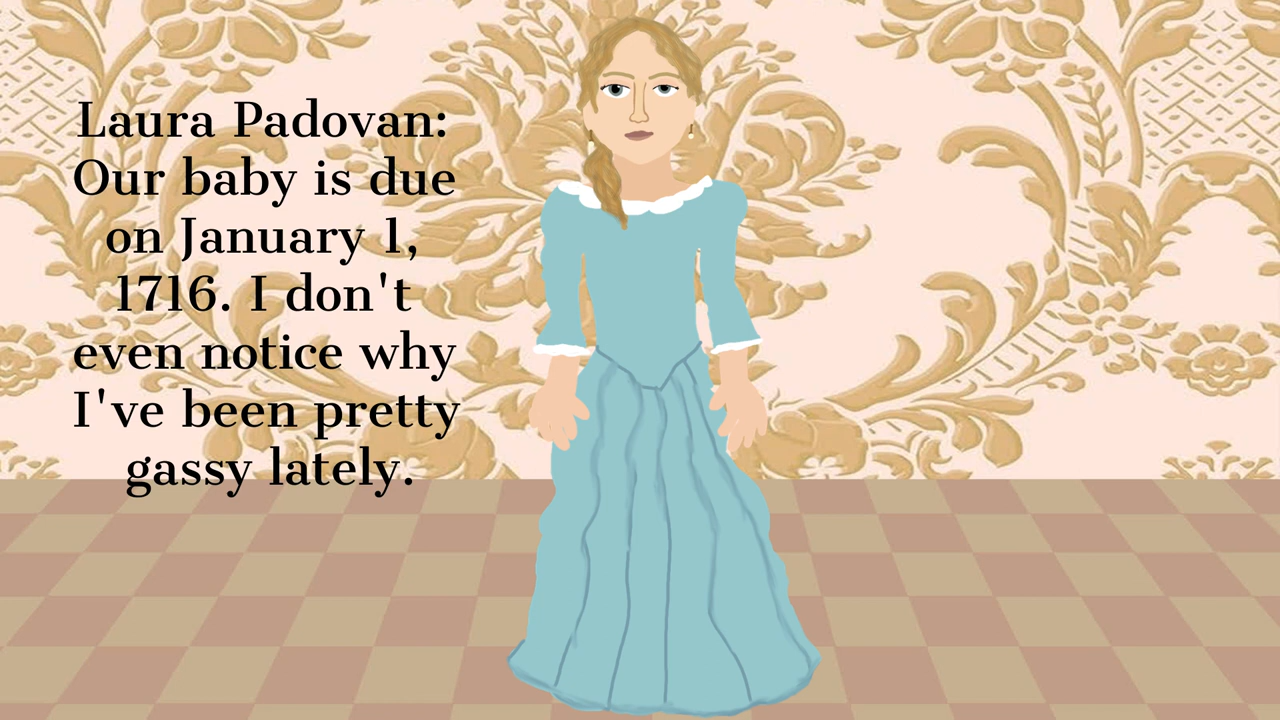 Laura Padovan:
Our baby is due
on January 1,
1716. I don't
even notice why
I've been pretty
gassy lately.